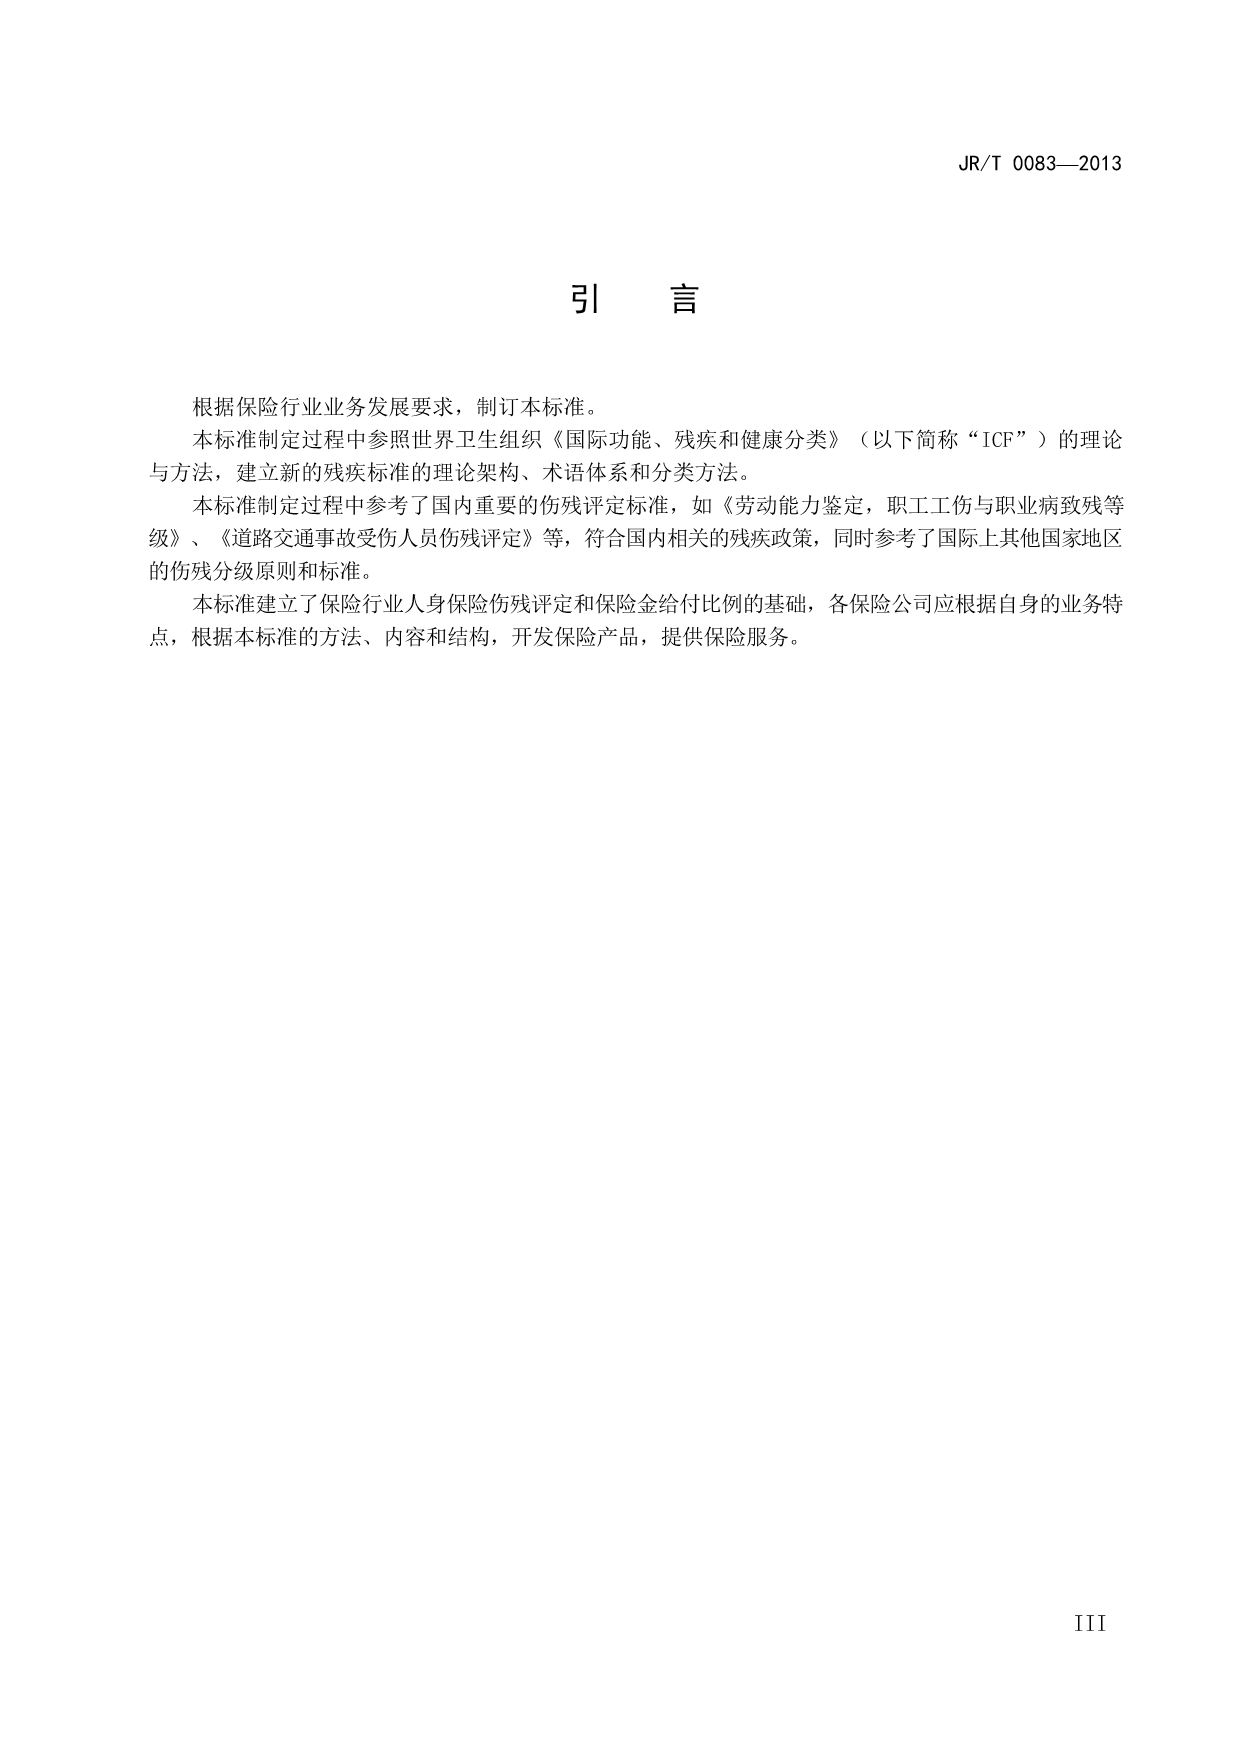 JR/T 0083—2013
引 言
根据保险行业业务发展要求，制订本标准。
本标准制定过程中参照世界卫生组织《国际功能、残疾和健康分类》（以下简称“ICF”）的理论
与方法，建立新的残疾标准的理论架构、术语体系和分类方法。
本标准制定过程中参考了国内重要的伤残评定标准，如《劳动能力鉴定，职工工伤与职业病致残等
级》、《道路交通事故受伤人员伤残评定》等，符合国内相关的残疾政策，同时参考了国际上其他国家地区
的伤残分级原则和标准。
本标准建立了保险行业人身保险伤残评定和保险金给付比例的基础，各保险公司应根据自身的业务特
点，根据本标准的方法、内容和结构，开发保险产品，提供保险服务。
III